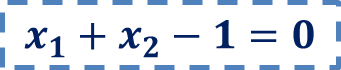 x₁ + x₂ − 1 = 0